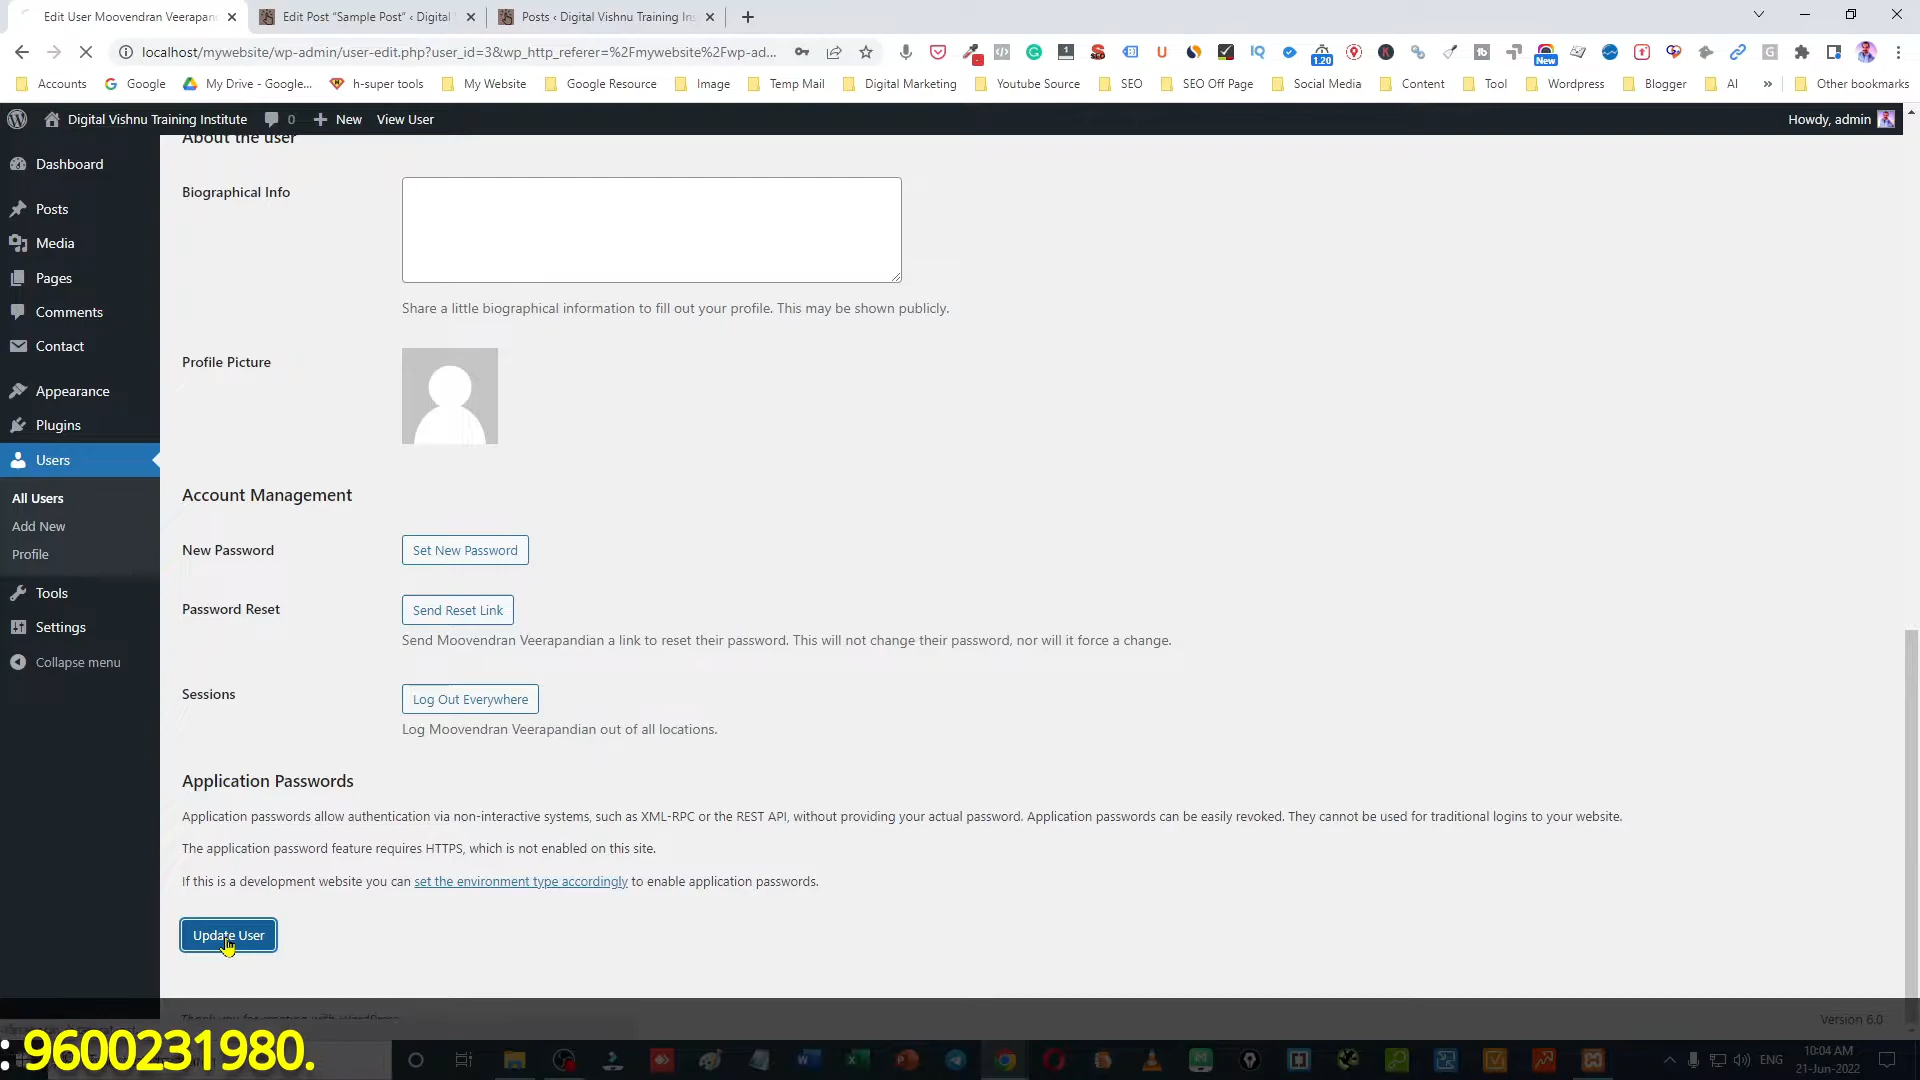 Edit User Moovendran Veerapan
Edit Post "Sample Post" ‹ Digital
Posts ‹ Digital Vishnu Training In
localhost/mywebsite/wp-admin/user-edit.php?user_id=3&wp_http_referer=%2Fmywebsite%2Fwp-ad...
1.20
New
Accounts
Google
My Drive - Google...
h-super tools
My Website
Google Resource
Image
Temp Mail
Digital Marketing
Youtube Source
SEO
SEO Off Page
Social Media
Content
Tool
Wordpress
Blogger
AI
»
Other bookmarks
Digital Vishnu Training Institute
0
New
View User
Howdy, admin
Dashboard
Posts
Media
Pages
Comments
Contact
Appearance
Plugins
Users
All Users
Add New
Profile
Tools
Settings
Collapse menu
About the user
Biographical Info
Share a little biographical information to fill out your profile. This may be shown publicly.
Profile Picture
Account Management
New Password
Set New Password
Password Reset
Send Reset Link
Send Moovendran Veerapandian a link to reset their password. This will not change their password, nor will it force a change.
Sessions
Log Out Everywhere
Log Moovendran Veerapandian out of all locations.
Application Passwords
Application passwords allow authentication via non-interactive systems, such as XML-RPC or the REST API, without providing your actual password. Application passwords can be easily revoked. They cannot be used for traditional logins to your website.
The application password feature requires HTTPS, which is not enabled on this site.
If this is a development website you can set the environment type accordingly to enable application passwords.
Update User
Thank you for creating with WordPress
Version 6.0
: 9600231980.
ENG
10:04 AM
21-Jun-2022